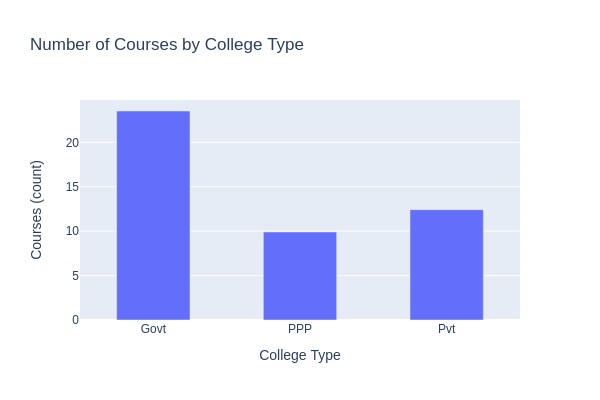 Number of Courses by College Type
Courses (count)
20
15
10
5
0
Govt
PPP
Pvt
College Type